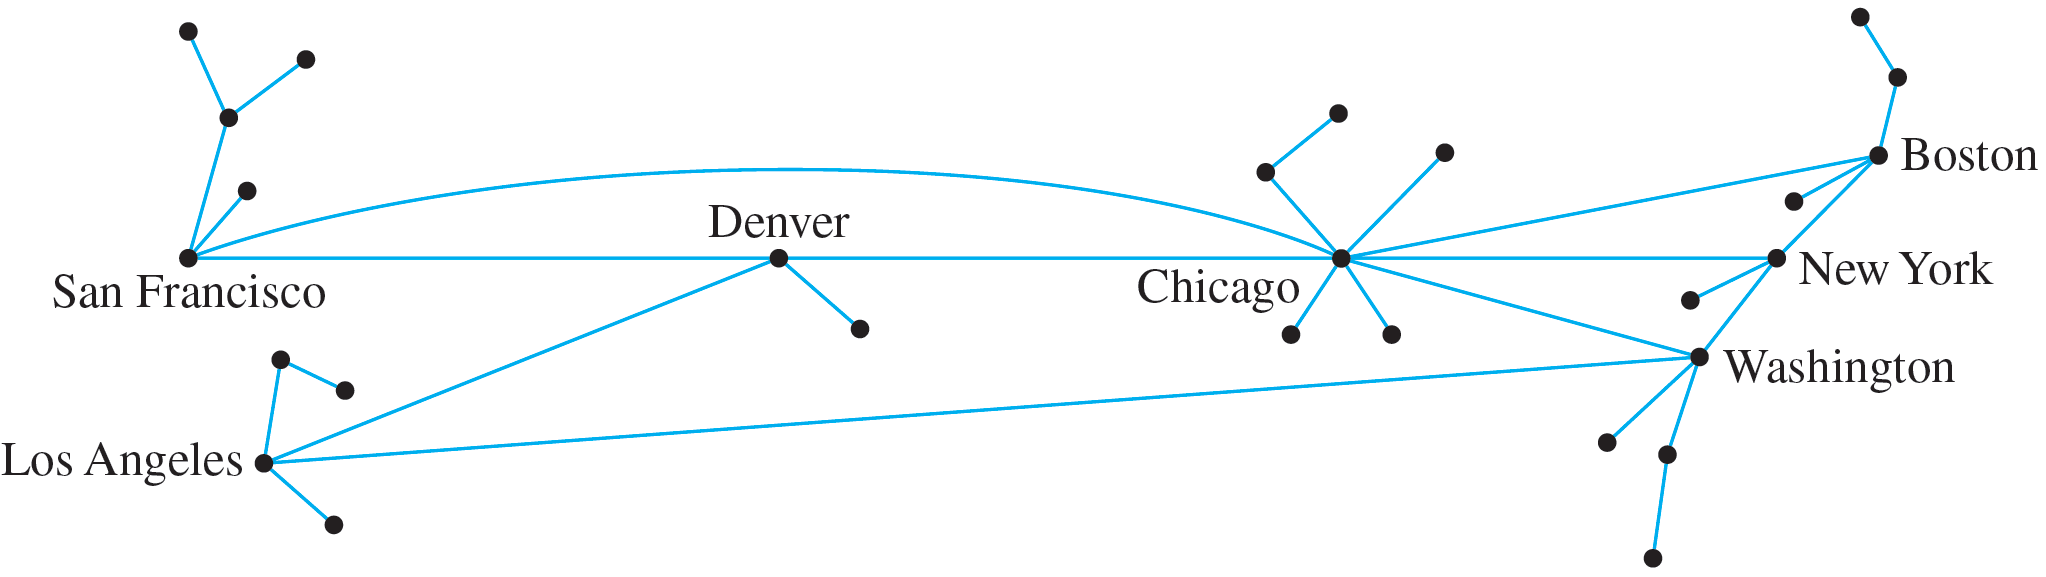 Boston
Denver
New York
San Francisco
Chicago
Washington
Los Angeles